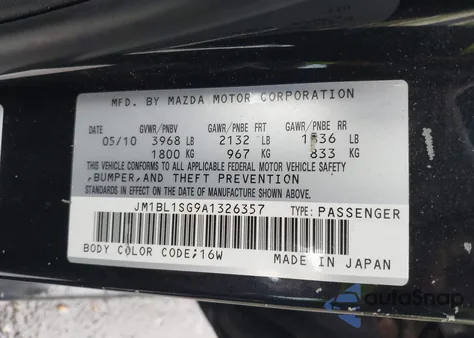 MFD. BY MAZDA MOTOR CORPORATION
GVWR/PNBV GAWR/PNBE FRT GAWR/PNBE RR
05/10 3968 LB 2132 LB 1836 LB
1800 KG 967 KG 833 KG
THIS VEHICLE CONFORMS TO ALL APPLICABLE FEDERAL MOTOR VEHICLE SAFETY
,BUMPER,AND THEFT PREVENTION
STANDARDS IN EFFECT ON THE DATE OF MANUFACTURE SHOWN ABOVE.
JM1BL1SG9A1326357 TYPE: PASSENGER
BODY COLOR CODE;16W MADE IN JAPAN
autoSnap